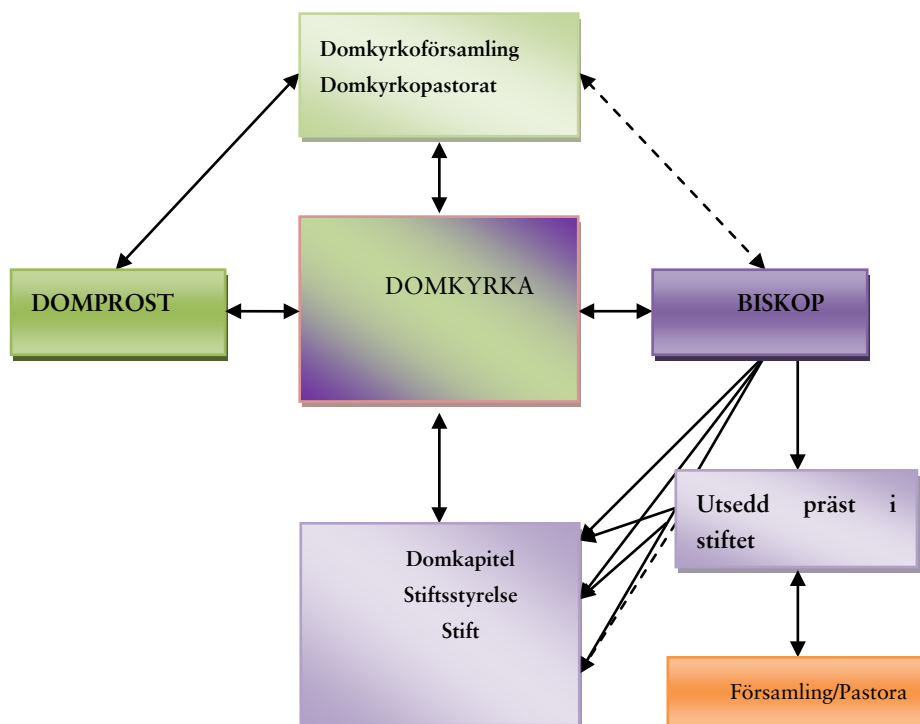 Domkyrkoförsamling
Domkyrkopastorat
DOMKYRKA
DOMPROST
BISKOP
Utsedd präst i
stiftet
Domkapitel
Stiftsstyrelse
Stift
Församling/Pastora